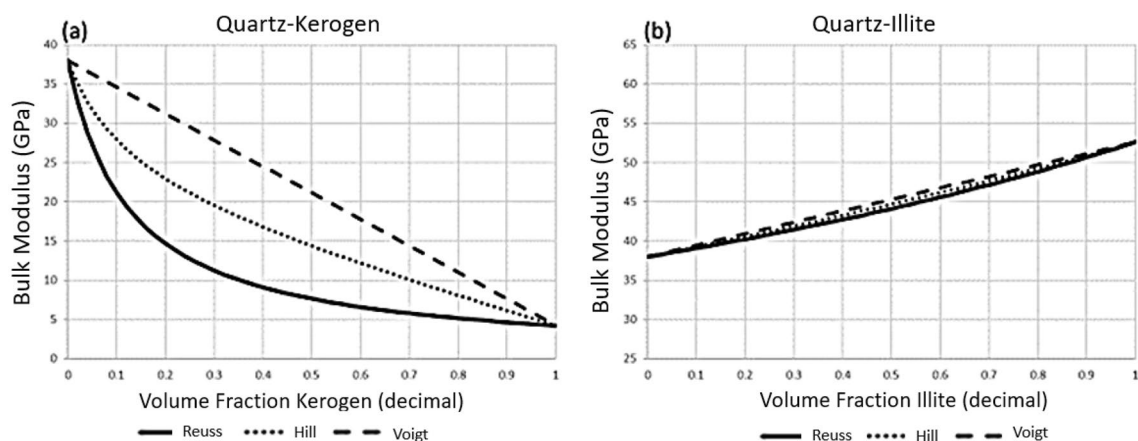 (a)
Quartz-Kerogen
Bulk Modulus (GPa)
40
35
30
25
20
15
10
5
0
0 0.1 0.2 0.3 0.4 0.5 0.6 0.7 0.8 0.9 1
Volume Fraction Kerogen (decimal)
Reuss Hill Voigt
(b)
Quartz-Illite
Bulk Modulus (GPa)
65
60
55
50
45
40
35
30
25
0 0.1 0.2 0.3 0.4 0.5 0.6 0.7 0.8 0.9 1
Volume Fraction Illite (decimal)
Reuss Hill Voigt